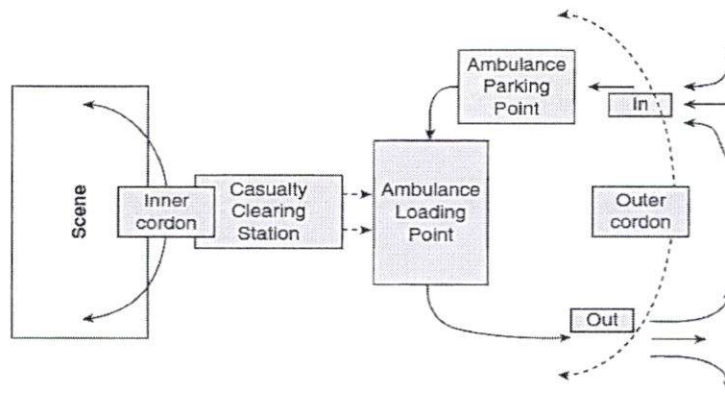 Scene
Inner
cordon
Casualty
Clearing
Station
Ambulance
Parking
Point
Ambulance
Loading
Point
In
Outer
cordon
Out